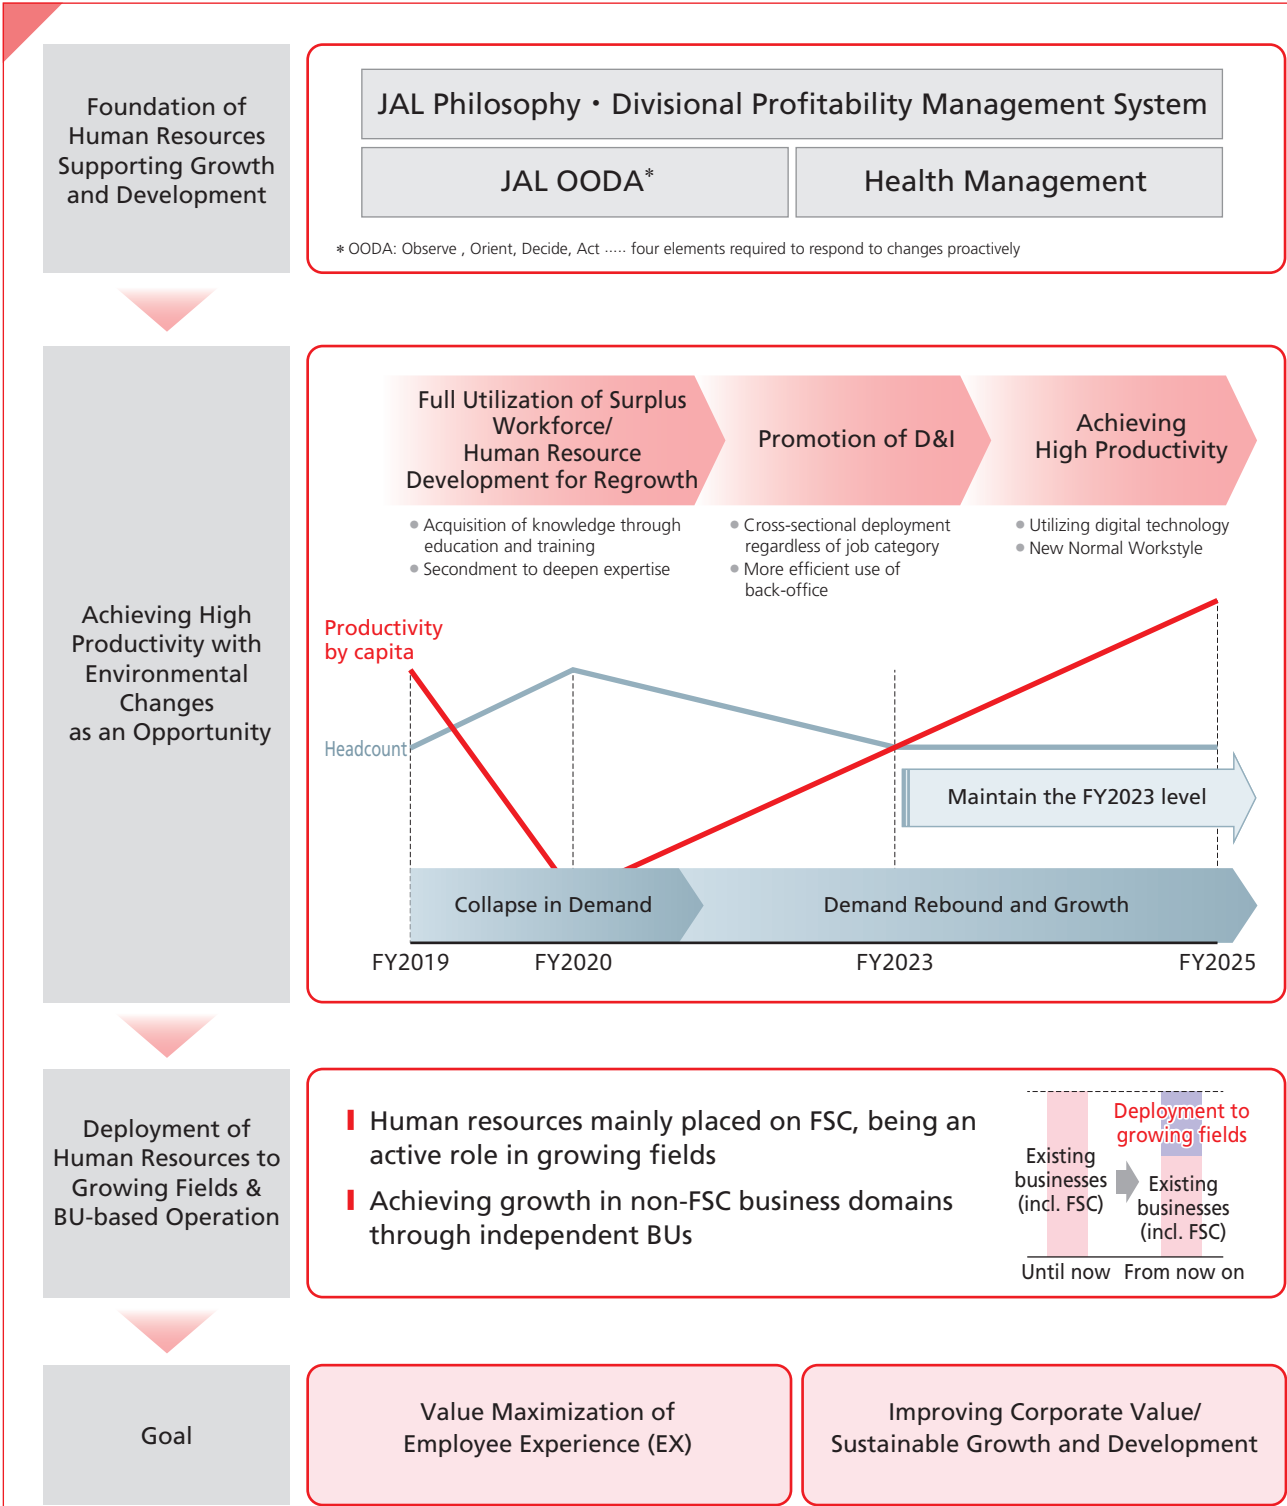 Foundation of
Human Resources
Supporting Growth
and Development
JAL Philosophy・Divisional Profitability Management System
JAL OODA*
Health Management
* OODA: Observe , Orient, Decide, Act ····· four elements required to respond to changes proactively
Achieving High
Productivity with
Environmental
Changes
as an Opportunity
Full Utilization of Surplus
Workforce/
Human Resource
Development for Regrowth
Promotion of D&I
Achieving
High Productivity
● Acquisition of knowledge through
education and training
● Secondment to deepen expertise
● Cross-sectional deployment
regardless of job category
● More efficient use of
back-office
● Utilizing digital technology
● New Normal Workstyle
Productivity
by capita
Headcount
Maintain the FY2023 level
Collapse in Demand
Demand Rebound and Growth
FY2019
FY2020
FY2023
FY2025
Deployment of
Human Resources to
Growing Fields &
BU-based Operation
Human resources mainly placed on FSC, being an
active role in growing fields
Achieving growth in non-FSC business domains
through independent BUs
Deployment to
growing fields
Existing
businesses
(incl. FSC)
Existing
businesses
(incl. FSC)
Until now
From now on
Goal
Value Maximization of
Employee Experience (EX)
Improving Corporate Value/
Sustainable Growth and Development